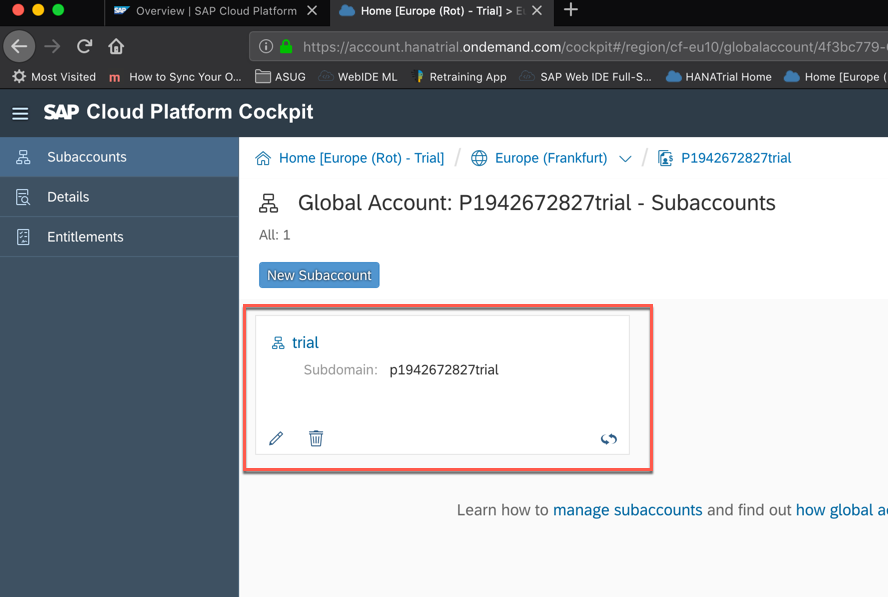 SAP Overview | SAP Cloud Platform
Home [Europe (Rot) - Trial] >
https://account.hanatrial.ondemand.com/cockpit#/region/cf-eu10/globalaccount/4f3bc779-
Most Visited m How to Sync Your O... ASUG WebIDE ML Retraining App SAP Web IDE Full-S... HANATrial Home Home [Europe (
SAP Cloud Platform Cockpit
Subaccounts
Details
Entitlements
Home [Europe (Rot) - Trial] / Europe (Frankfurt) / P1942672827trial
Global Account: P1942672827trial - Subaccounts
All: 1
New Subaccount
trial
Subdomain: p1942672827trial
Learn how to manage subaccounts and find out how global